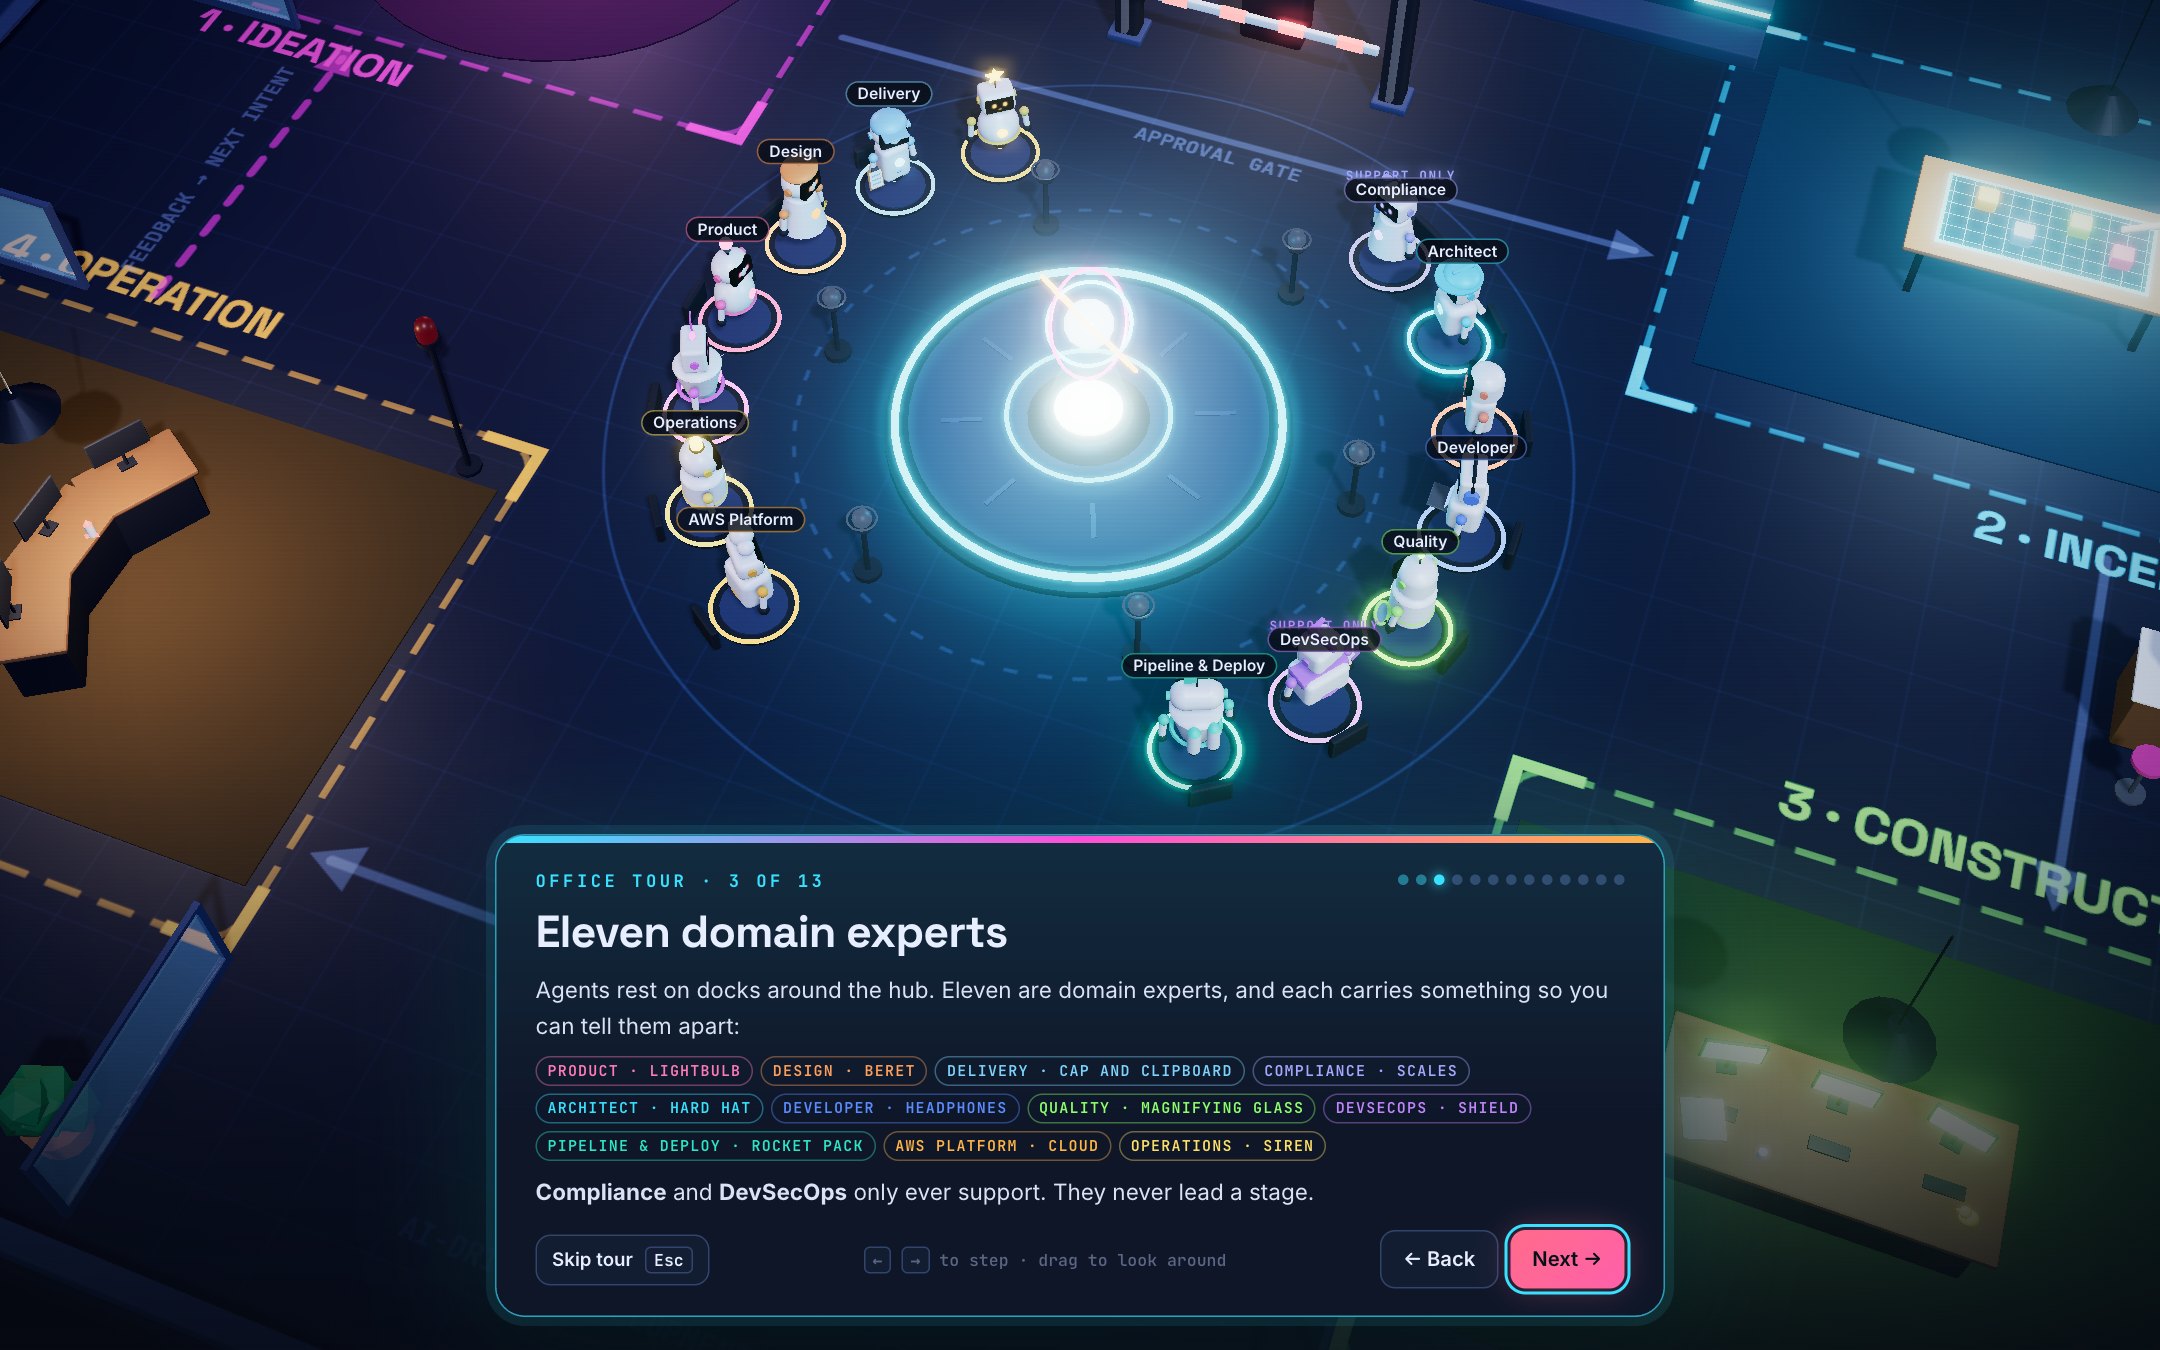 1 · IDEATION
FEEDBACK → NEXT INTENT
4 · OPERATION
APPROVAL GATE
Delivery
Design
Product
Operations
AWS Platform
SUPPORT ONLY
Compliance
Architect
Developer
Quality
SUPPORT ONLY
DevSecOps
Pipeline & Deploy
2 · INCE
3 · CONSTRUCT
OFFICE TOUR · 3 OF 13
Eleven domain experts
Agents rest on docks around the hub. Eleven are domain experts, and each carries something so you
can tell them apart:
PRODUCT · LIGHTBULB
DESIGN · BERET
DELIVERY · CAP AND CLIPBOARD
COMPLIANCE · SCALES
ARCHITECT · HARD HAT
DEVELOPER · HEADPHONES
QUALITY · MAGNIFYING GLASS
DEVSECOPS · SHIELD
PIPELINE & DEPLOY · ROCKET PACK
AWS PLATFORM · CLOUD
OPERATIONS · SIREN
Compliance and DevSecOps only ever support. They never lead a stage.
Skip tour Esc
← → to step · drag to look around
← Back
Next →